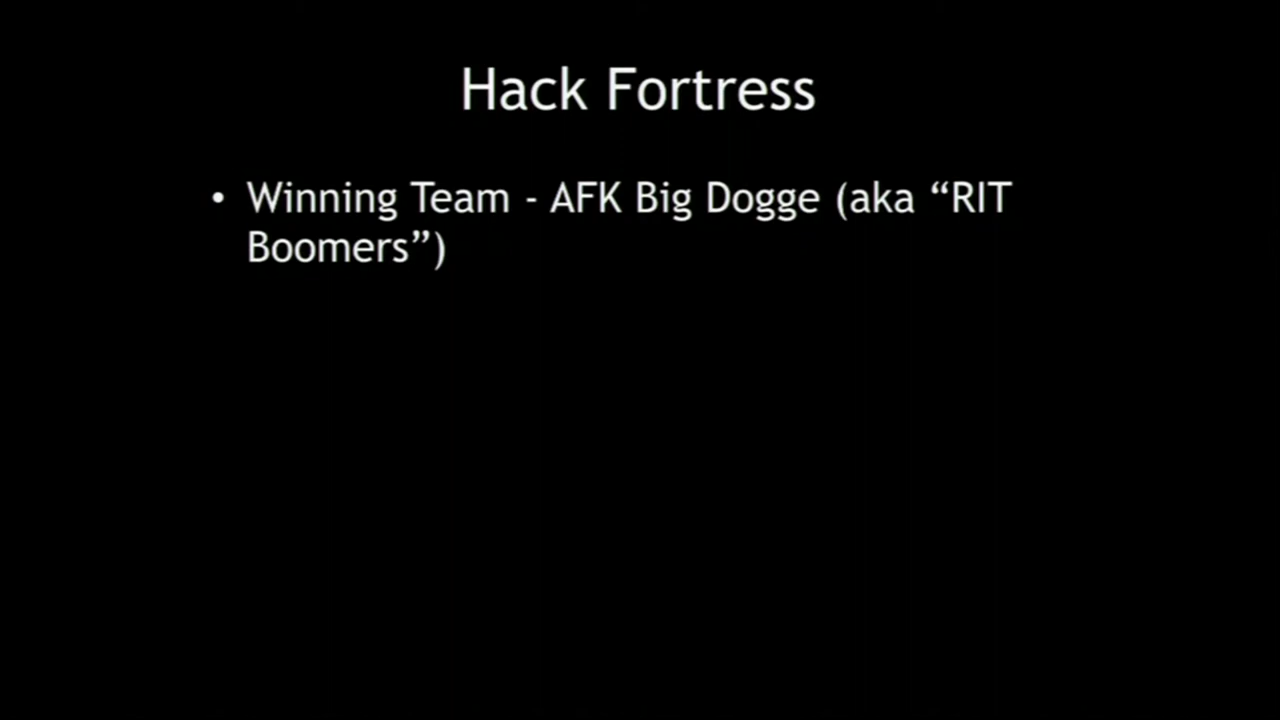 Hack Fortress
• Winning Team - AFK Big Dogge (aka “RIT
Boomers”)